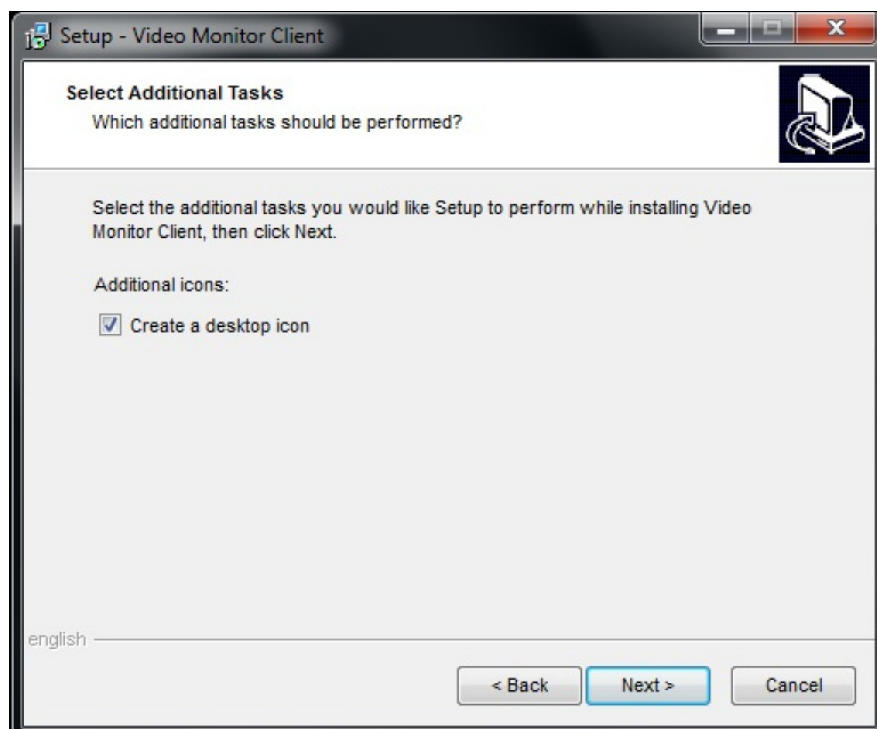 Setup - Video Monitor Client
Select Additional Tasks
Which additional tasks should be performed?
Select the additional tasks you would like Setup to perform while installing Video
Monitor Client, then click Next.
Additional icons:
Create a desktop icon
english
< Back
Next >
Cancel